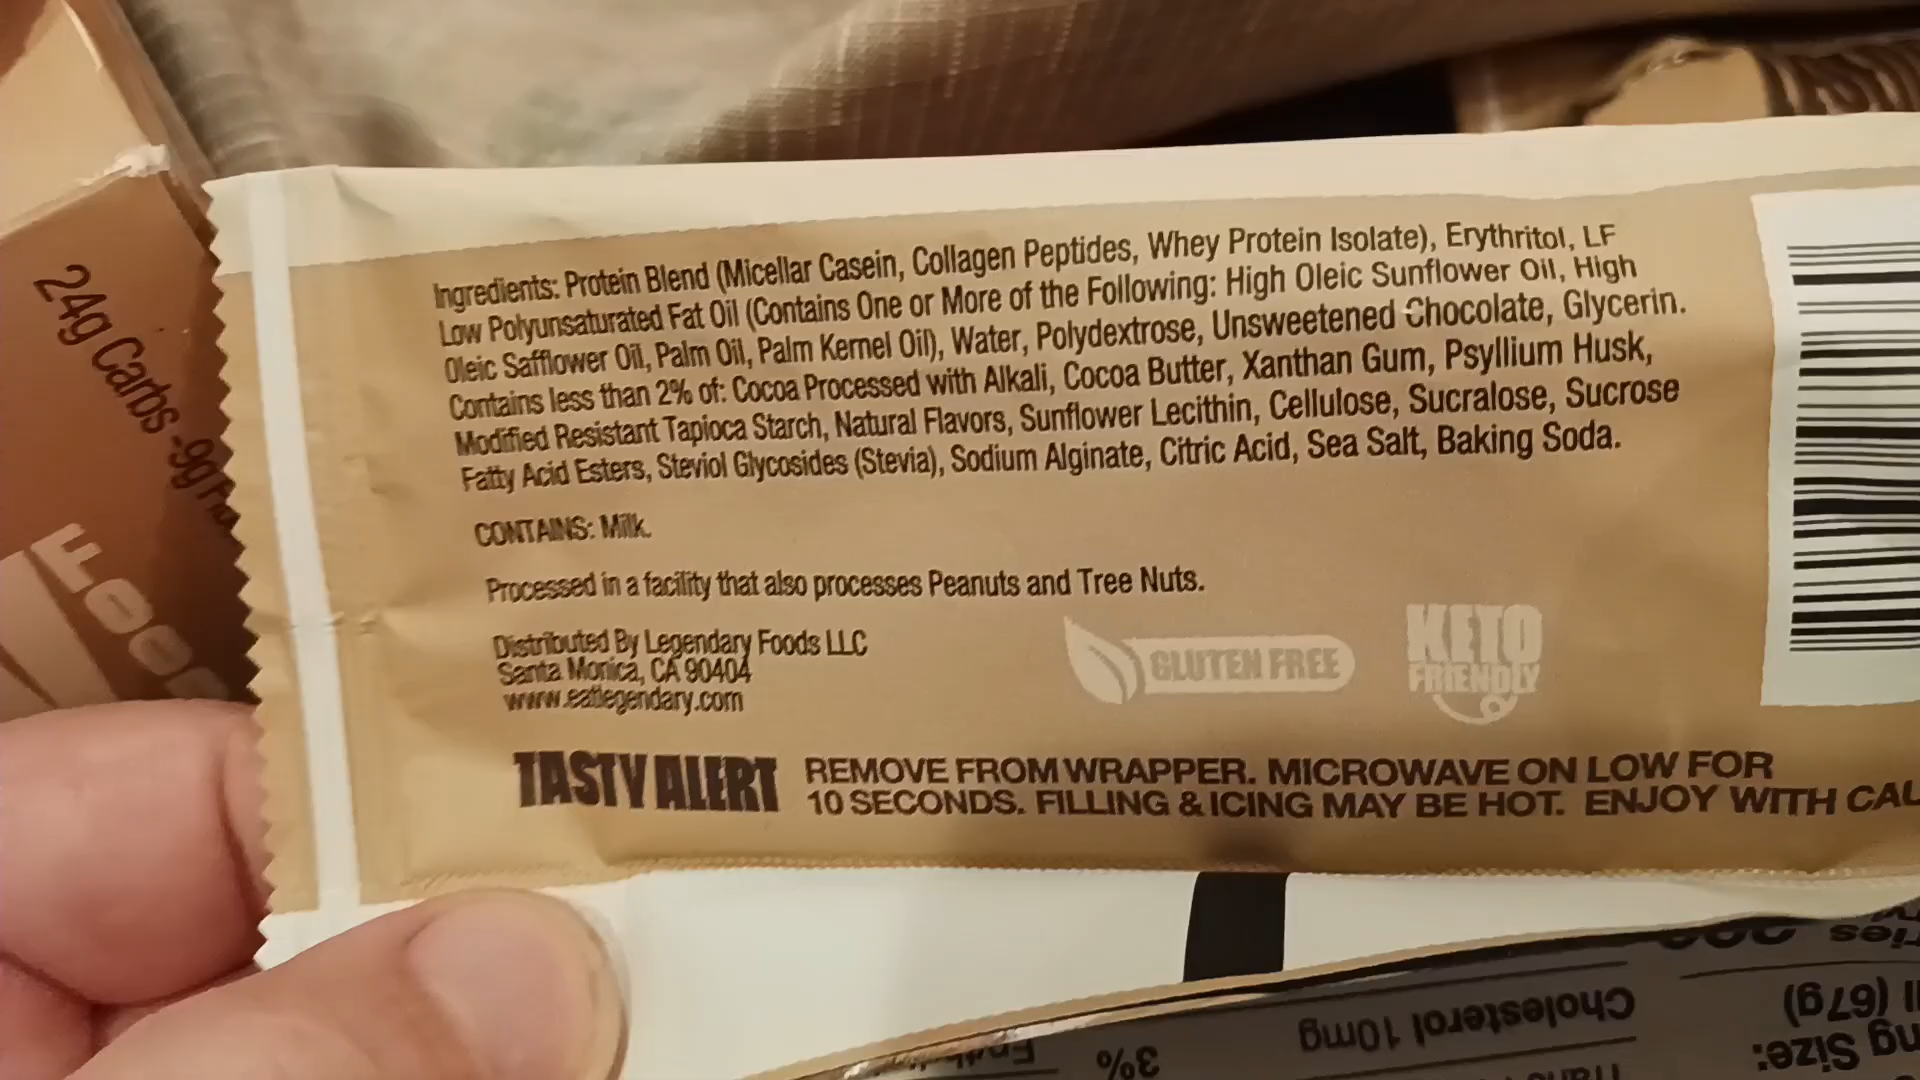 Ingredients: Protein Blend (Micellar Casein, Collagen Peptides, Whey Protein Isolate), Erythritol, LF
Low Polyunsaturated Fat Oil (Contains One or More of the Following: High Oleic Sunflower Oil, High
Oleic Safflower Oil, Palm Oil, Palm Kernel Oil), Water, Polydextrose, Unsweetened Chocolate, Glycerin.
Contains less than 2% of: Cocoa Processed with Alkali, Cocoa Butter, Xanthan Gum, Psyllium Husk,
Modified Resistant Tapioca Starch, Natural Flavors, Sunflower Lecithin, Cellulose, Sucralose, Sucrose
Fatty Acid Esters, Steviol Glycosides (Stevia), Sodium Alginate, Citric Acid, Sea Salt, Baking Soda.
CONTAINS: Milk.
Processed in a facility that also processes Peanuts and Tree Nuts.
Distributed By Legendary Foods LLC
Santa Monica, CA 90404
www.eatlegendary.com
GLUTEN FREE
KETO
FRIENDLY
TASTY ALERT
REMOVE FROM WRAPPER. MICROWAVE ON LOW FOR
10 SECONDS. FILLING & ICING MAY BE HOT. ENJOY WITH
24g Carbs -9g
Cholesterol 10mg 3%
(67g)
Size: